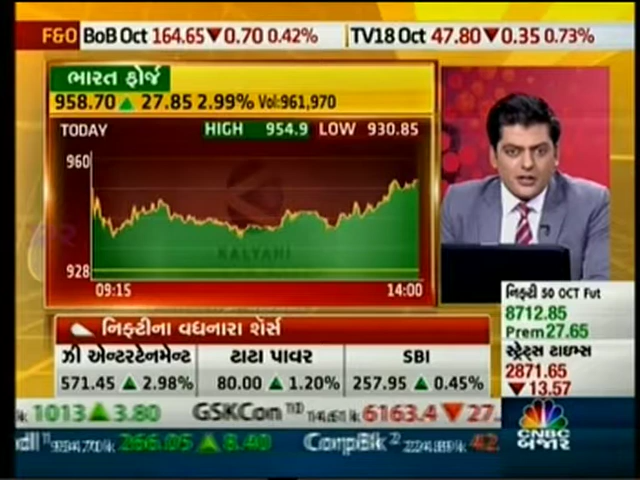 F&O BoB Oct 164.65▼0.70 0.42% TV18 Oct 47.80▼0.35 0.73%
ભારત ફોર્જ
958.70 ▲ 27.85 2.99% Vol:961,970
TODAY HIGH 954.9 LOW 930.85
960
KALYANI
928
09:15 14:00
નિફ્ટી 50 OCT Fut
8712.85
Prem 27.65
સ્ટ્રેટ્સ ટાઇમ્સ
2871.65
▼13.57
નિફ્ટીના વધનારા શૅર્સ
ઝી એન્ટરટેનમેન્ટ ટાટા પાવર SBI
571.45 ▲ 2.98% 80.00 ▲ 1.20% 257.95 ▲ 0.45%
1013▲3.80 GSKCon 6163.4▼27.
266.05▲8.40 CorpBk 42.
CNBC
બજાર